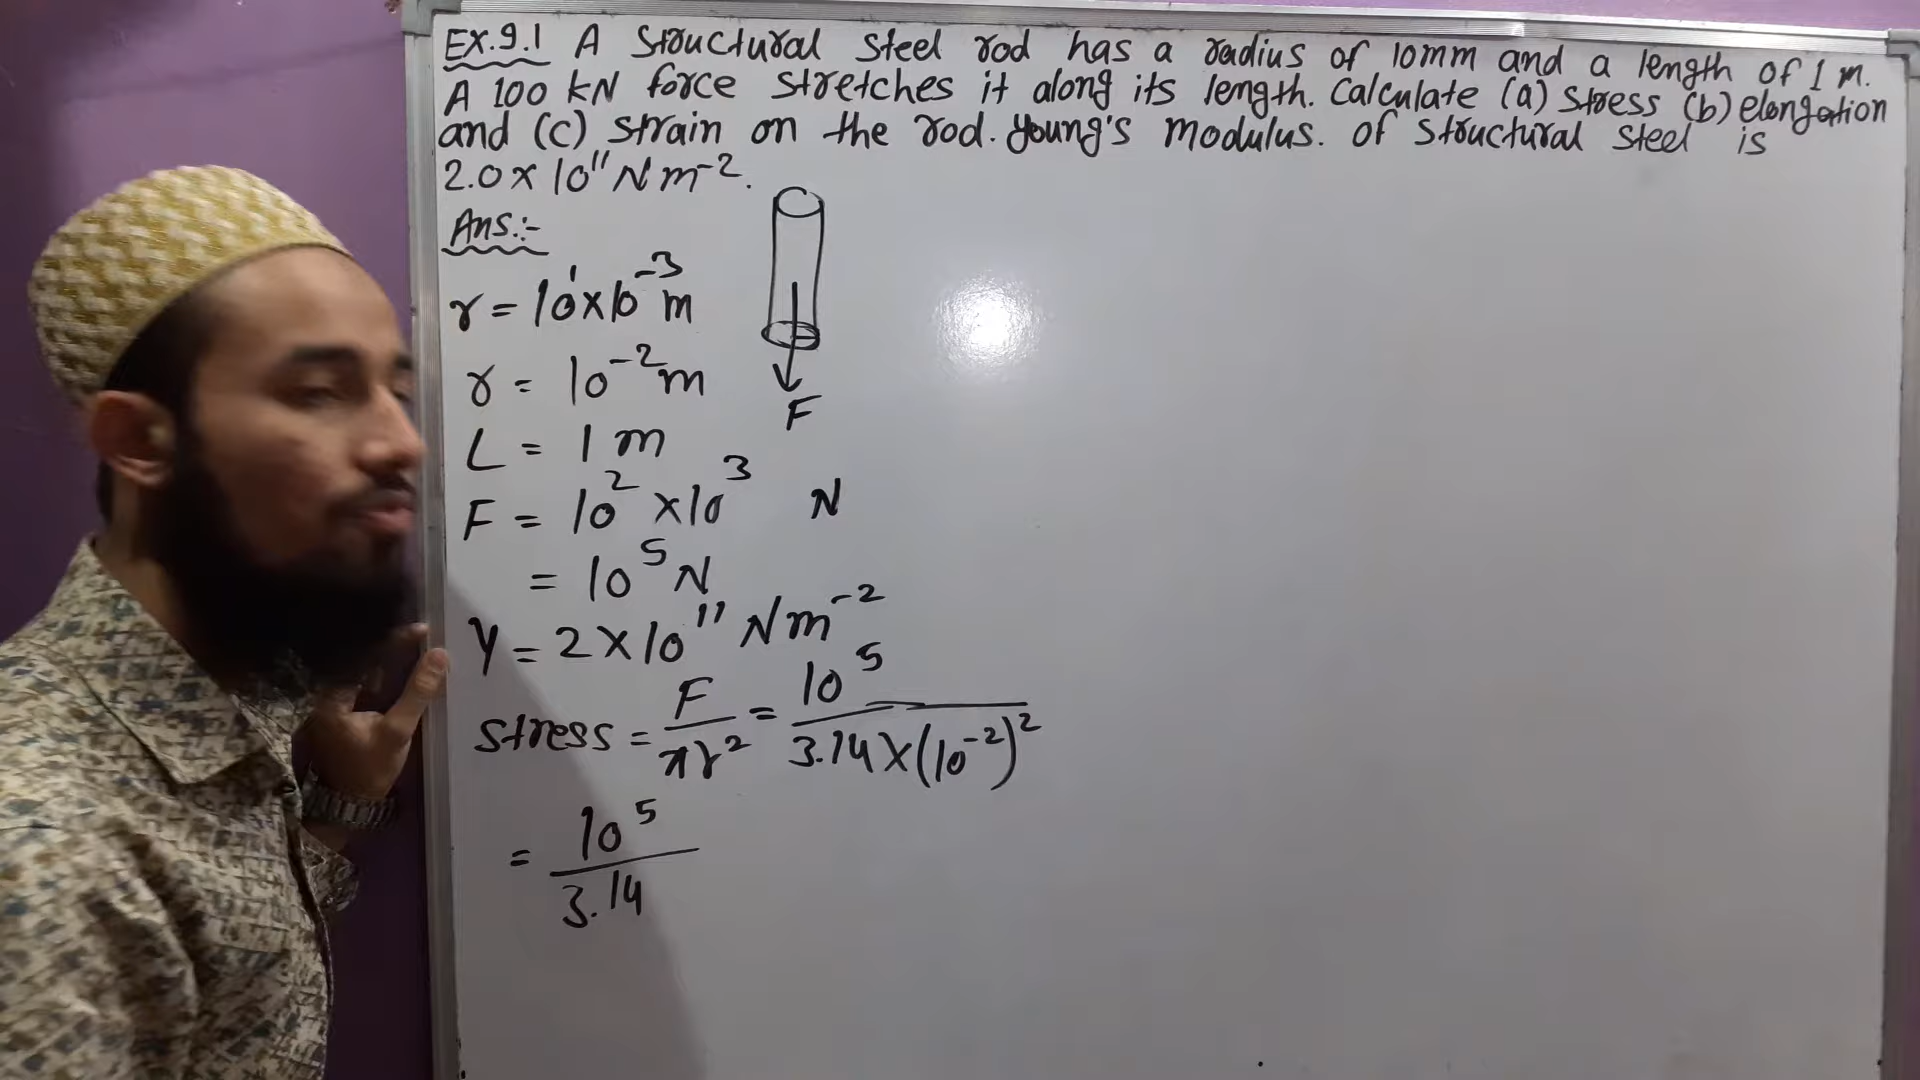 Ex.9.1 A Structural Steel rod has a radius of 10mm and a length of 1 m.
A 100 kN force stretches it along its length. Calculate (a) stress (b) elongation
and (c) strain on the rod. Young's Modulus. of structural steel is
2.0 × 10¹¹ N m⁻².
Ans.:-
r = 10¹×10⁻³ m
r = 10⁻² m
L = 1 m
F = 10² ×10³ N
= 10⁵ N
Y = 2×10¹¹ Nm⁻²
stress = F/πr² = 10⁵/3.14×(10⁻²)²
= 10⁵/3.14
F